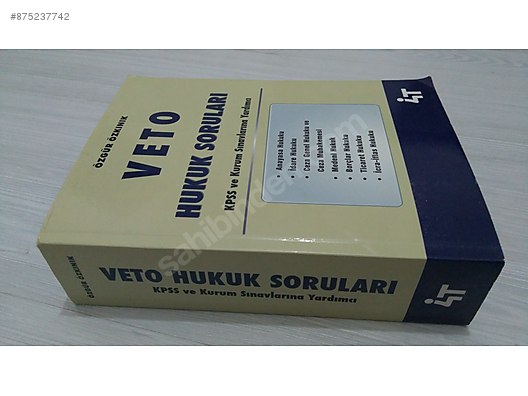 #875237742
ÖZGÜR ÖZKINIK
VETO
HUKUK SORULARI
KPSS ve Kurum Sınavlarına Yardımcı
• Anayasa Hukuku
• İdare Hukuku
• Ceza Genel Hukuku ve
Ceza Muhakemesi
• Medeni Hukuk
• Borçlar Hukuku
• Ticaret Hukuku
• İcra-İflas Hukuku
4T
sahibinden.com
ÖZGÜR ÖZKINIK
VETO HUKUK SORULARI
KPSS ve Kurum Sınavlarına Yardımcı
4T